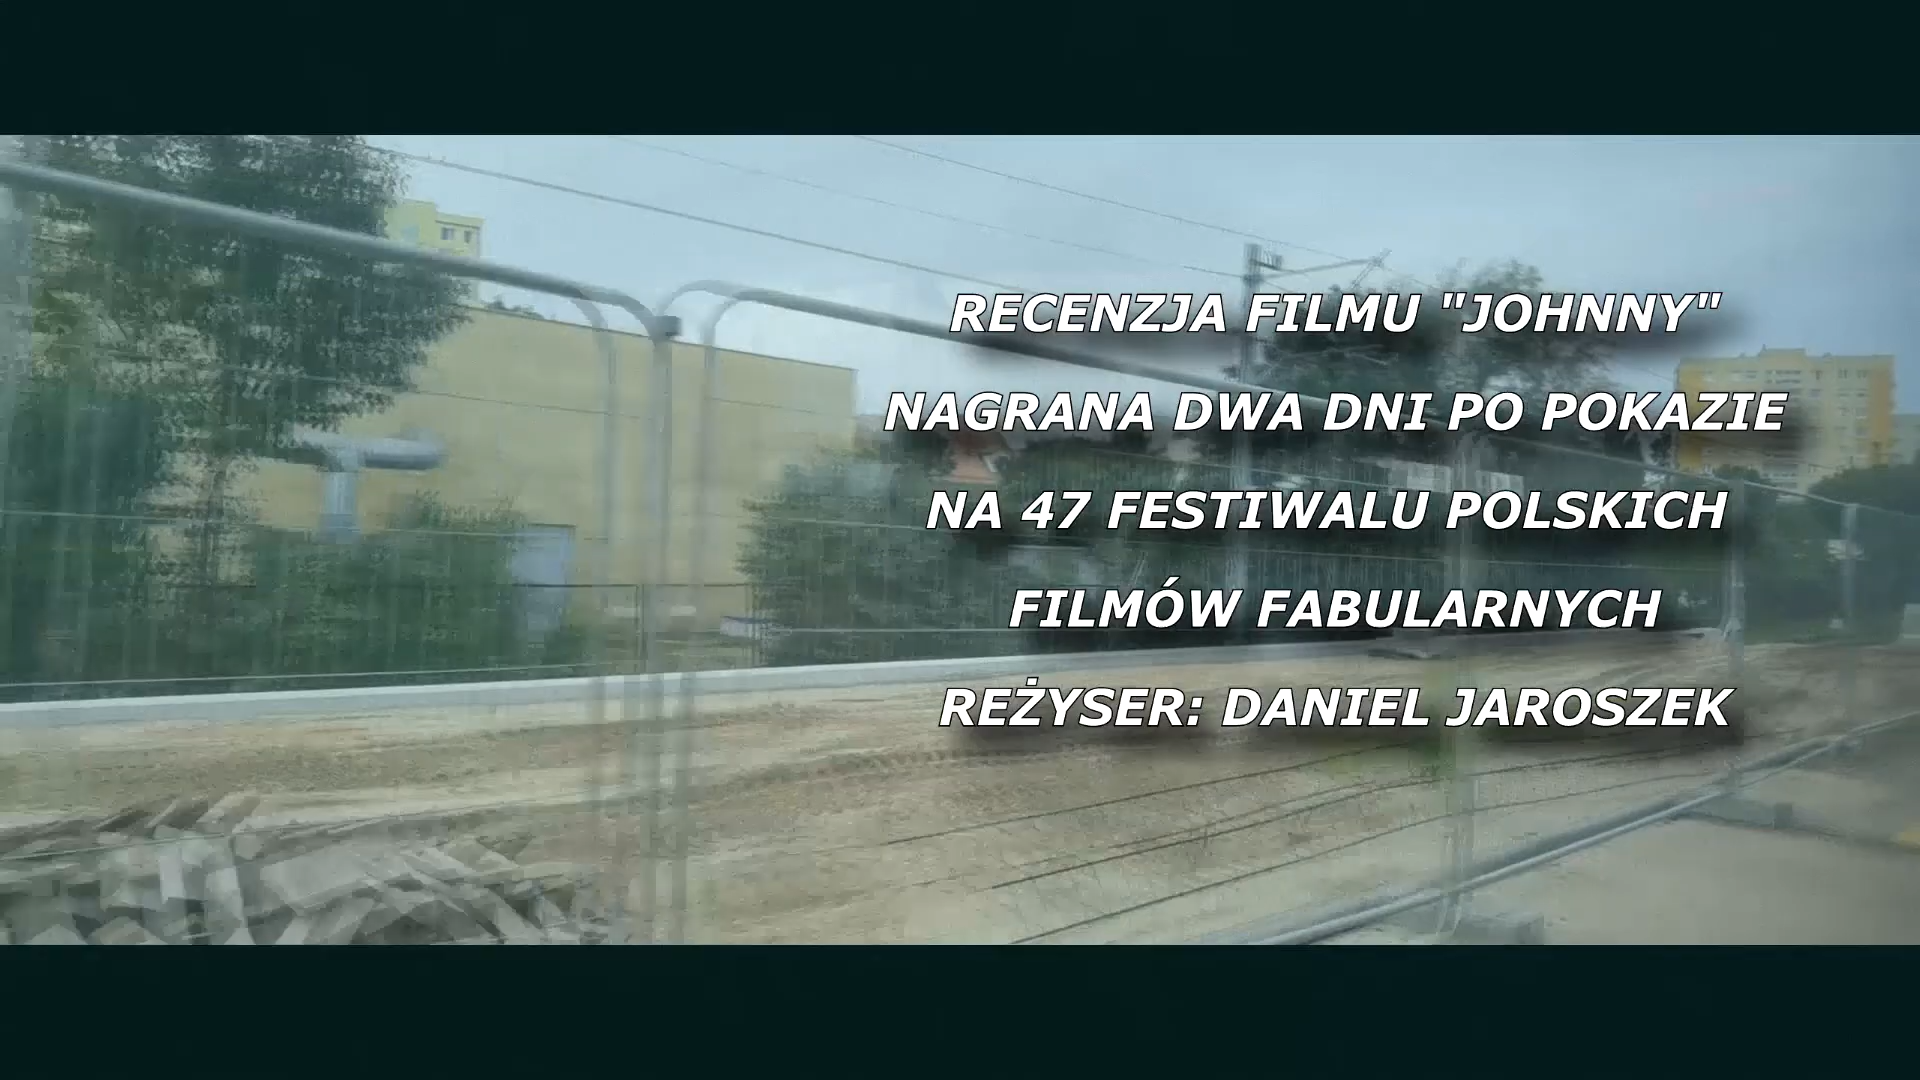 RECENZJA FILMU "JOHNNY"
NAGRANA DWA DNI PO POKAZIE
NA 47 FESTIWALU POLSKICH
FILMÓW FABULARNYCH
REŻYSER: DANIEL JAROSZEK